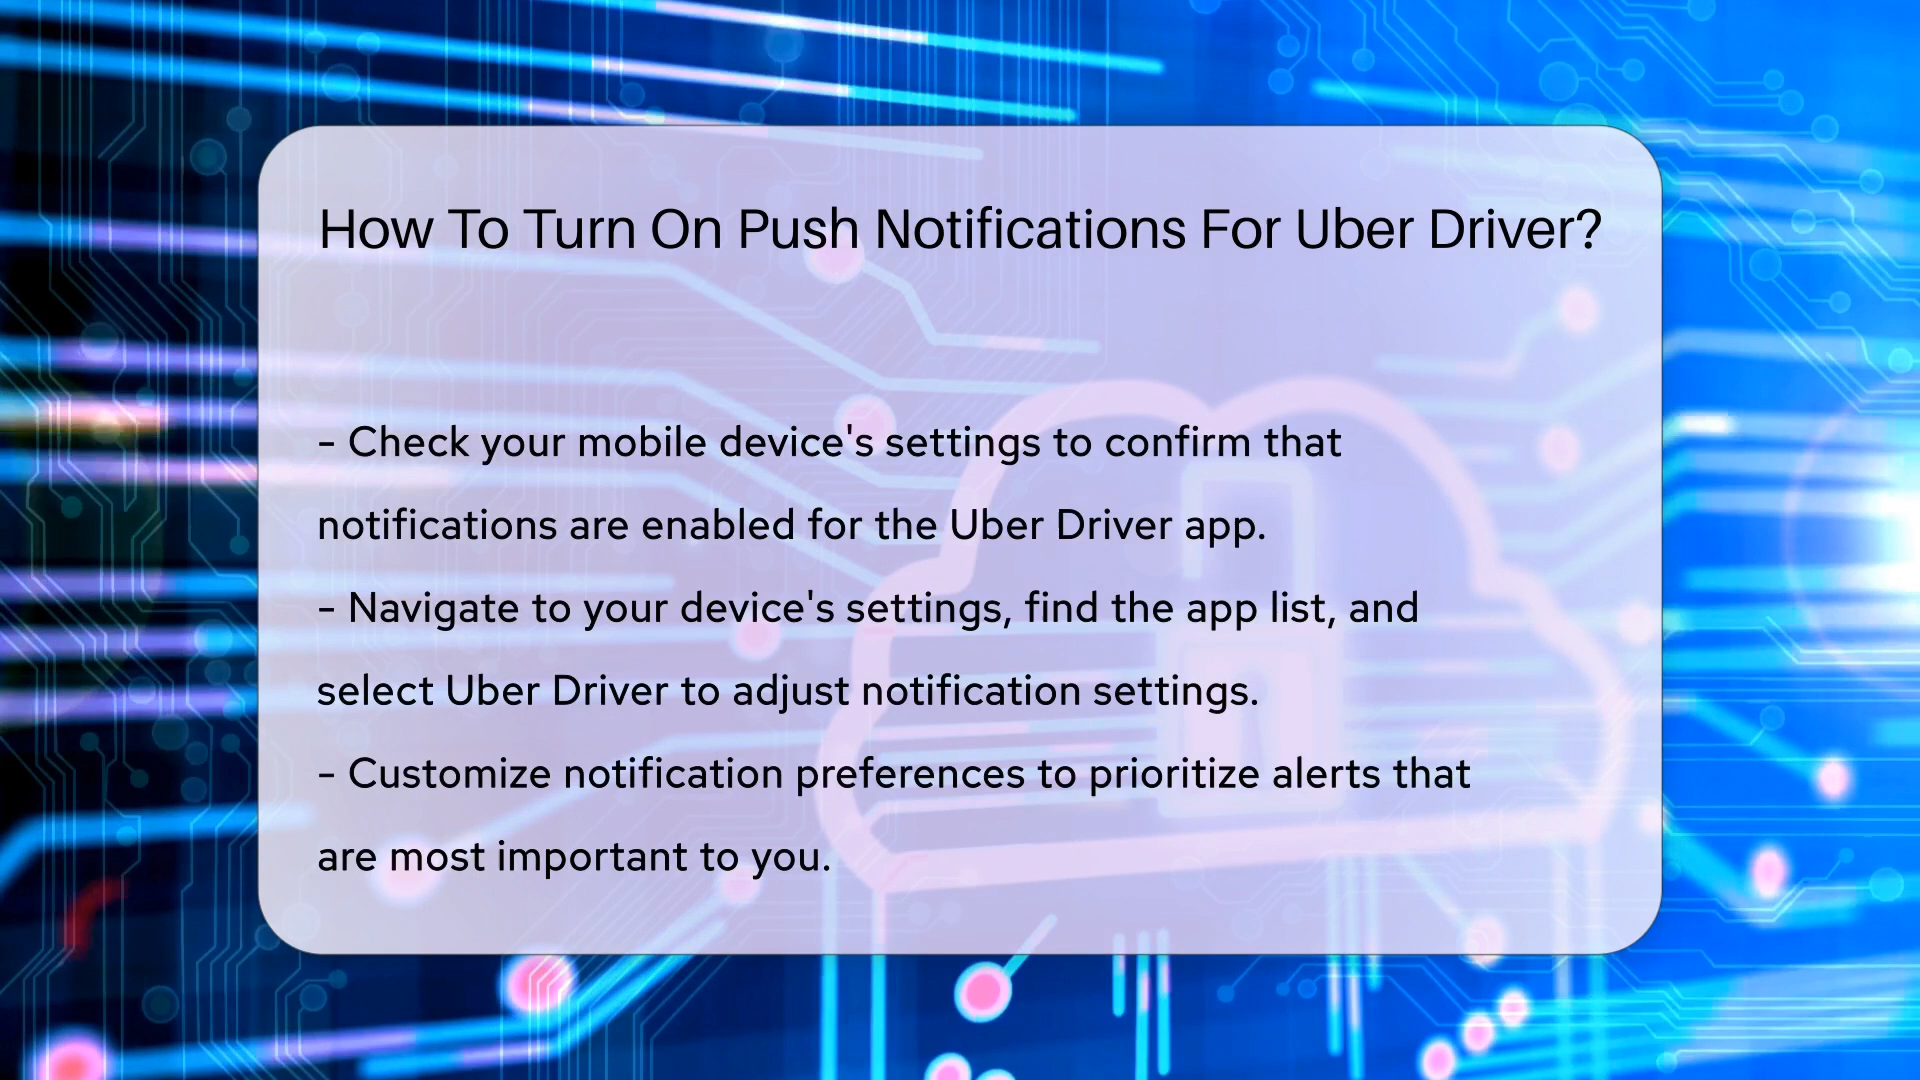 How To Turn On Push Notifications For Uber Driver?
- Check your mobile device's settings to confirm that
notifications are enabled for the Uber Driver app.
- Navigate to your device's settings, find the app list, and
select Uber Driver to adjust notification settings.
- Customize notification preferences to prioritize alerts that
are most important to you.